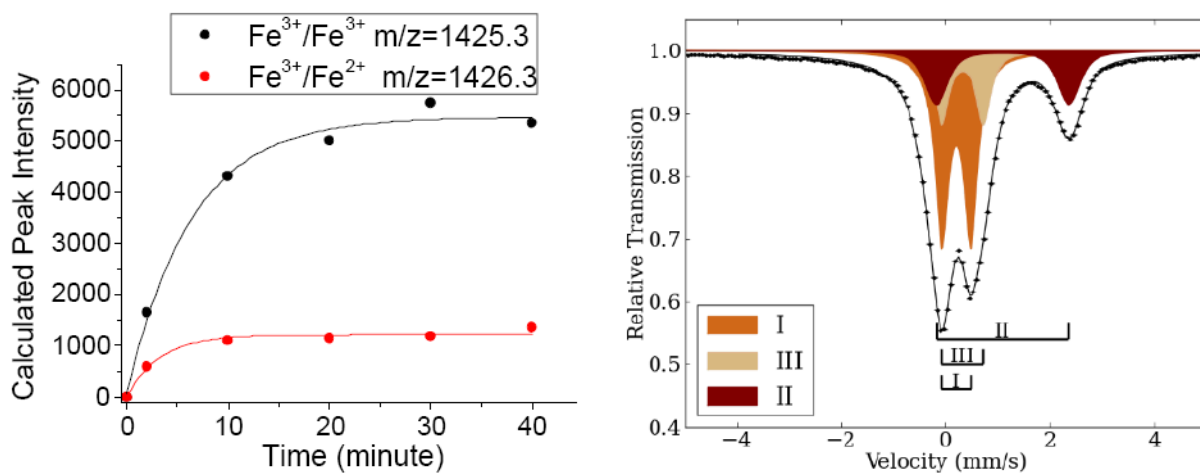 Fe³⁺/Fe³⁺ m/z=1425.3
Fe³⁺/Fe²⁺ m/z=1426.3
Calculated Peak Intensity
6000
5000
4000
3000
2000
1000
0
0 10 20 30 40
Time (minute)
Relative Transmission
1.0
0.9
0.8
0.7
0.6
0.5
0.4
II
III
I
I
III
II
−4 −2 0 2 4
Velocity (mm/s)